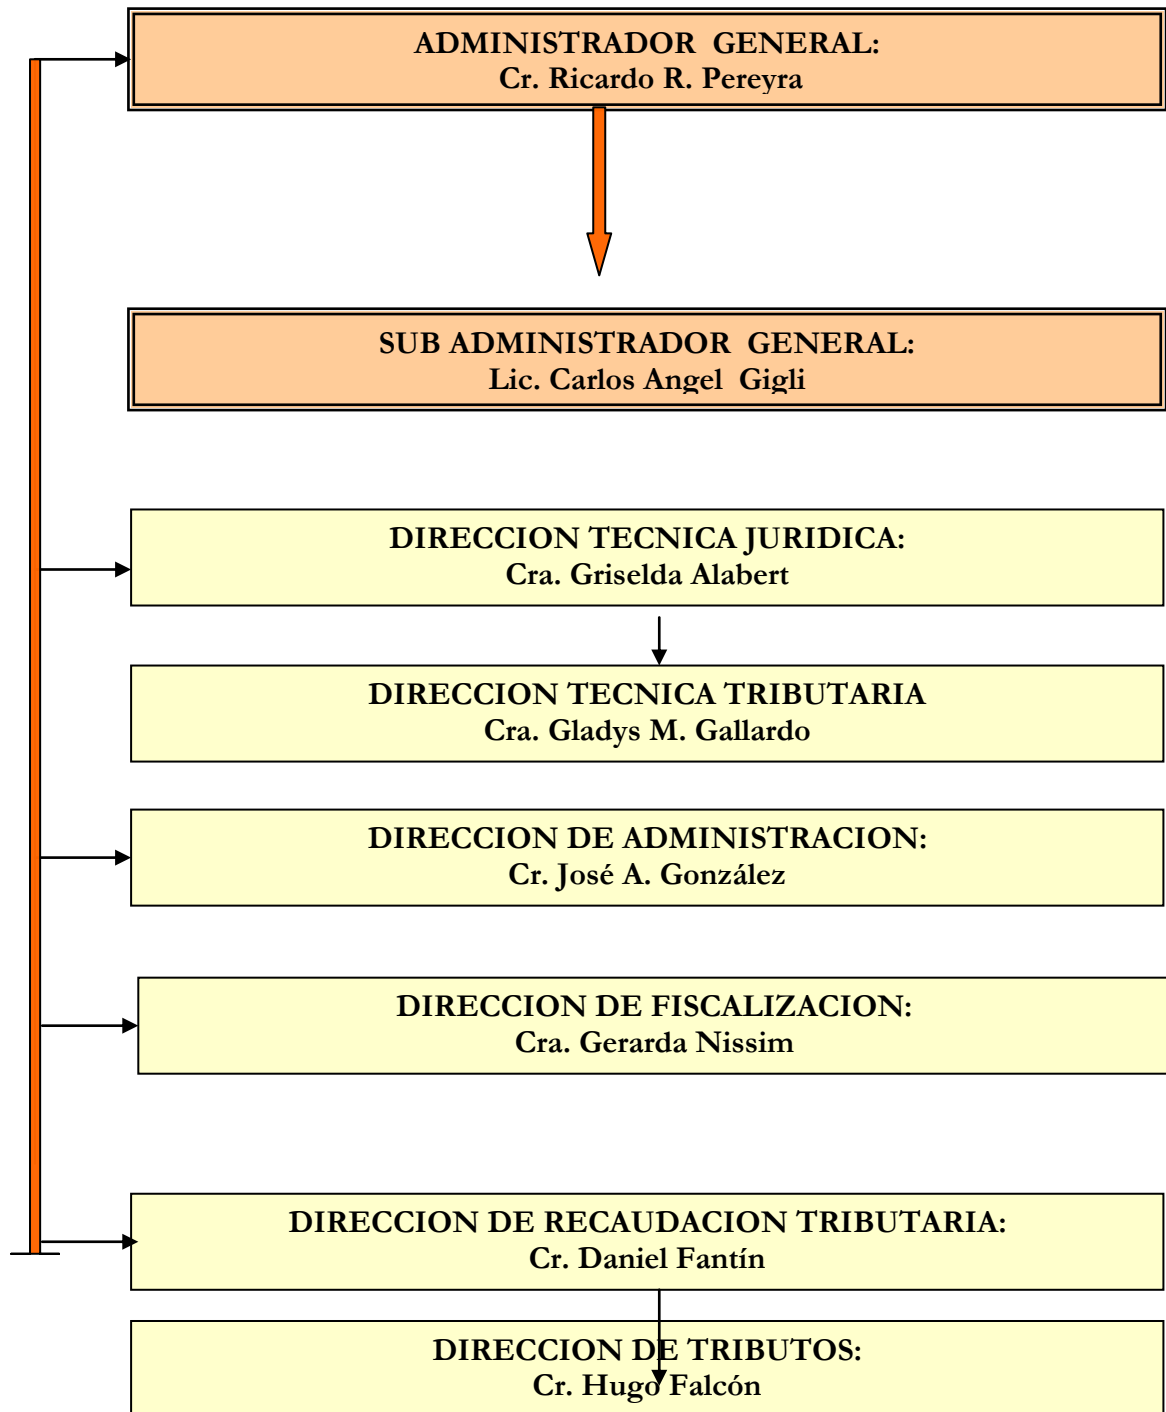 ADMINISTRADOR  GENERAL:
Cr. Ricardo R. Pereyra
SUB ADMINISTRADOR  GENERAL:
Lic. Carlos Angel  Gigli
DIRECCION TECNICA JURIDICA:
Cra. Griselda Alabert
DIRECCION TECNICA TRIBUTARIA
Cra. Gladys M. Gallardo
DIRECCION DE ADMINISTRACION:
Cr. José A. González
DIRECCION DE FISCALIZACION:
Cra. Gerarda Nissim
DIRECCION DE RECAUDACION TRIBUTARIA:
Cr. Daniel Fantín
DIRECCION DE TRIBUTOS:
Cr. Hugo Falcón